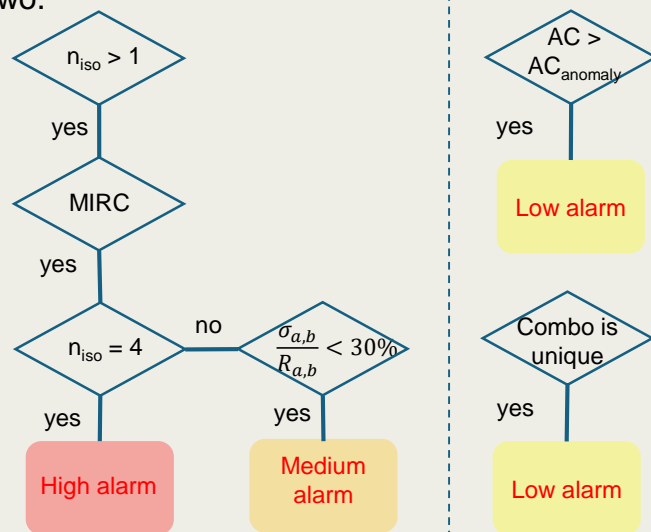 wo.
n_iso > 1
yes
MIRC
yes
n_iso = 4
no
σ_a,b / R_a,b < 30%
yes
yes
High alarm
Medium
alarm
AC >
AC_anomaly
yes
Low alarm
Combo is
unique
yes
Low alarm